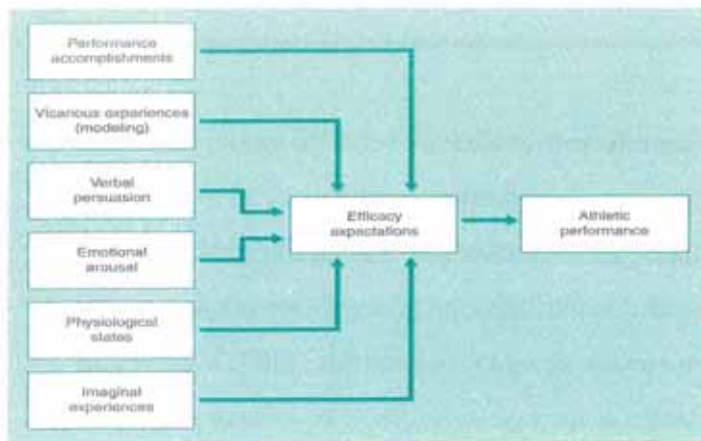 Performance
accomplishments
Vicarious experiences
(modeling)
Verbal
persuasion
Efficacy
expectations
Athletic
performance
Emotional
arousal
Physiological
states
Imaginal
experiences